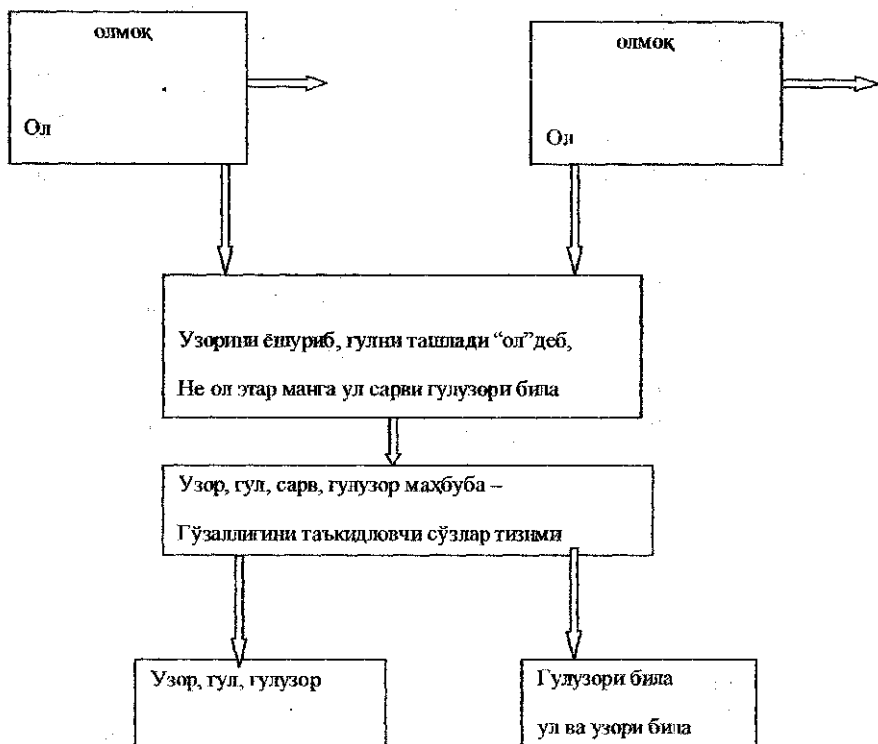 олмоқ
Ол
олмоқ
Ол
Узорини ёшуриб, гулни ташлади “ол”деб,
Не ол этар манга ул сарви гулузори била
Узор, гул, сарв, гулузор маҳбуба –
Гўзаллигини таъкидловчи сўзлар тизими
Узор, гул, гулузор
Гулузори била
ул ва узори била